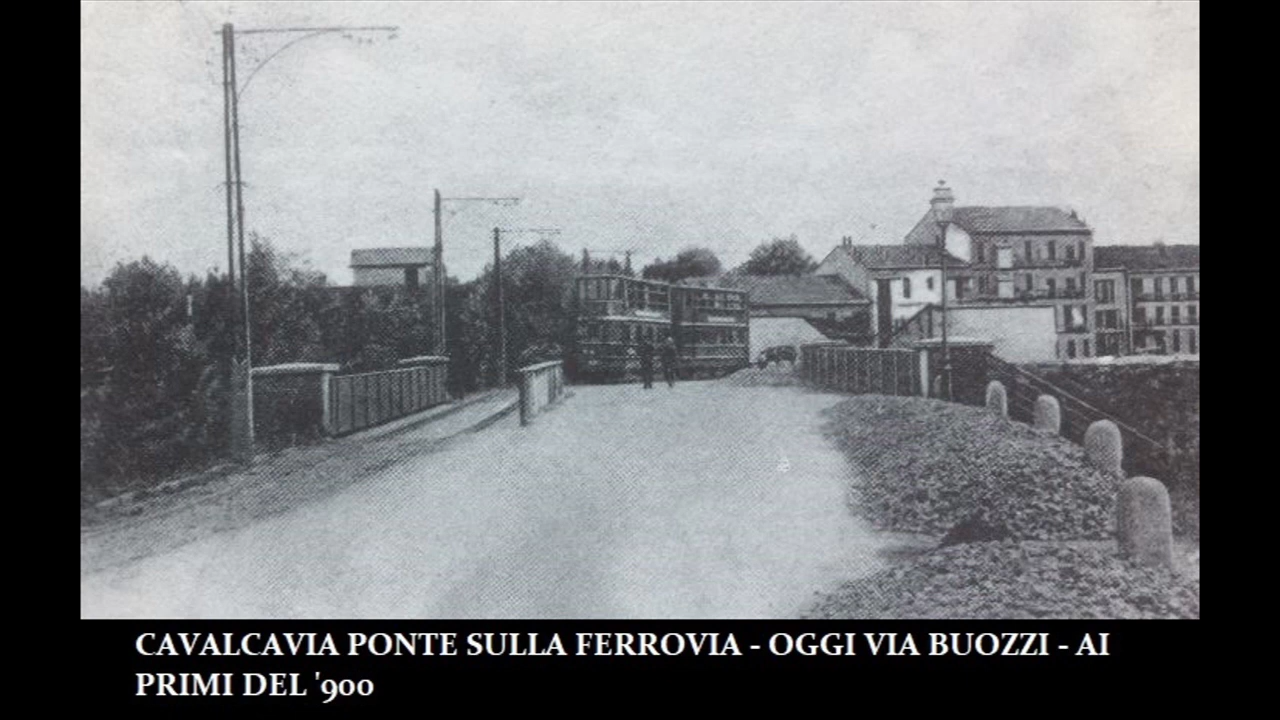 CAVALCAVIA PONTE SULLA FERROVIA - OGGI VIA BUOZZI - AI
PRIMI DEL '900